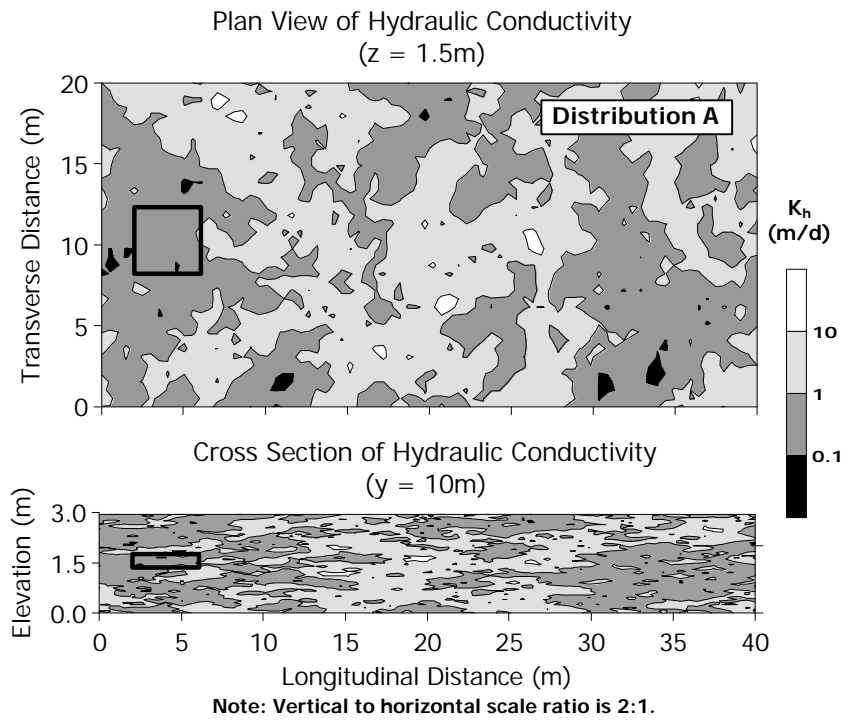 Plan View of Hydraulic Conductivity
(z = 1.5m)
Transverse Distance (m)
20
15
10
5
0
Distribution A
K_h
(m/d)
10
1
0.1
Cross Section of Hydraulic Conductivity
(y = 10m)
Elevation (m)
3.0
1.5
0.0
0 5 10 15 20 25 30 35 40
Longitudinal Distance (m)
Note: Vertical to horizontal scale ratio is 2:1.